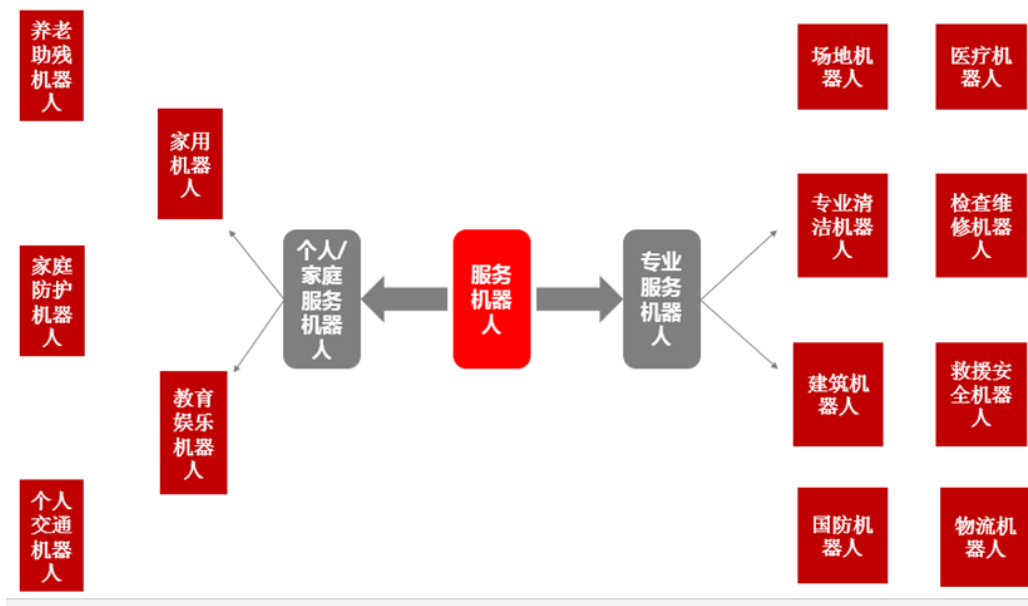 养老
助残
机器
人
家用
机器
人
家庭
防护
机器
人
教育
娱乐
机器
人
个人
交通
机器
人
个人/
家庭
服务
机器
人
服务
机器
人
专业
服务
机器
人
场地机
器人
医疗机
器人
专业清
洁机器
人
检查维
修机器
人
建筑机
器人
救援安
全机器
人
国防机
器人
物流机
器人